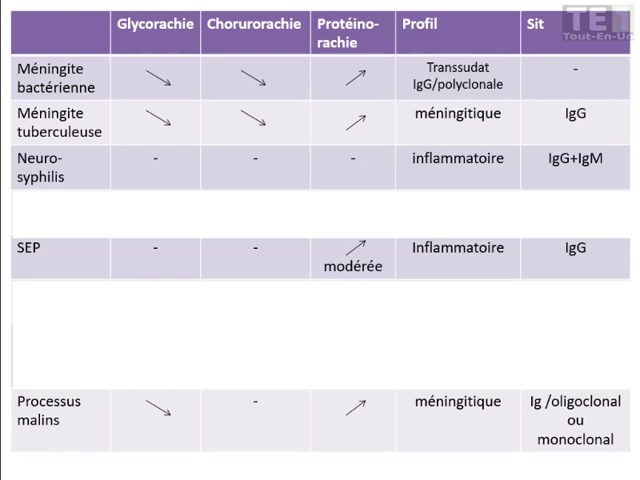 TE1
Tout-En-Un
Glycorachie Chorurorachie Protéino-
rachie Profil Sit
Méningite
bactérienne
Transsudat
IgG/polyclonale
-
Méningite
tuberculeuse
méningitique
IgG
Neuro-
syphilis
- - - inflammatoire IgG+IgM
SEP
- -
modérée
Inflammatoire
IgG
Processus
malins
-
méningitique
Ig /oligoclonal
ou
monoclonal